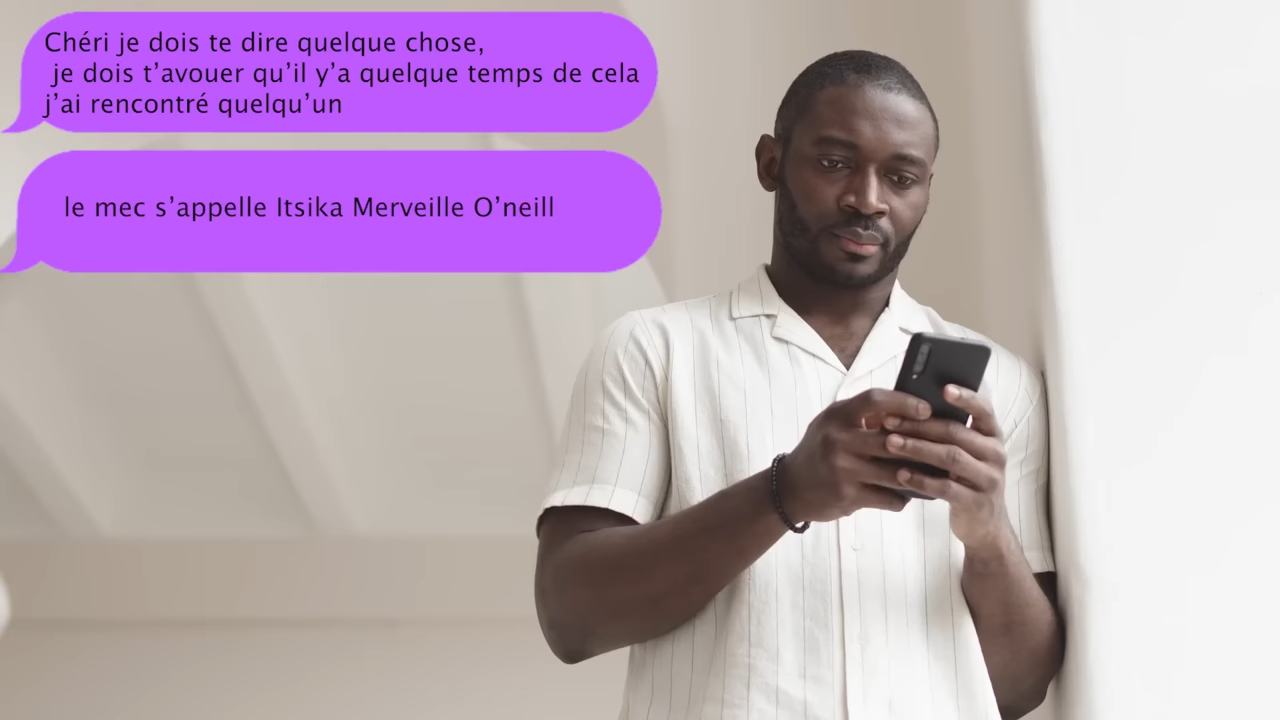 Chéri je dois te dire quelque chose,
je dois t’avouer qu’il y’a quelque temps de cela
j’ai rencontré quelqu’un
le mec s’appelle Itsika Merveille O’neill